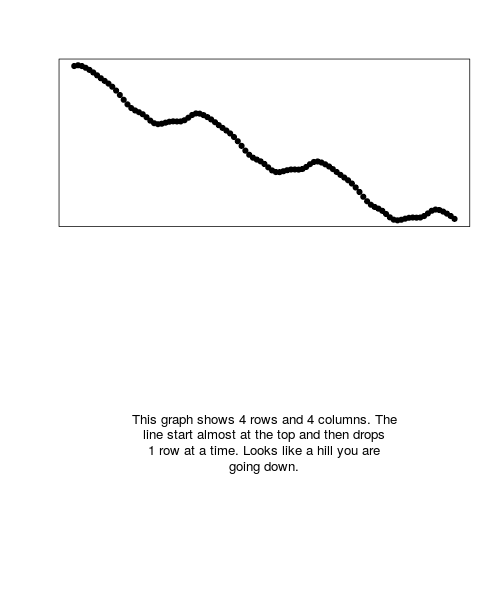 This graph shows 4 rows and 4 columns. The
line start almost at the top and then drops
1 row at a time. Looks like a hill you are
going down.